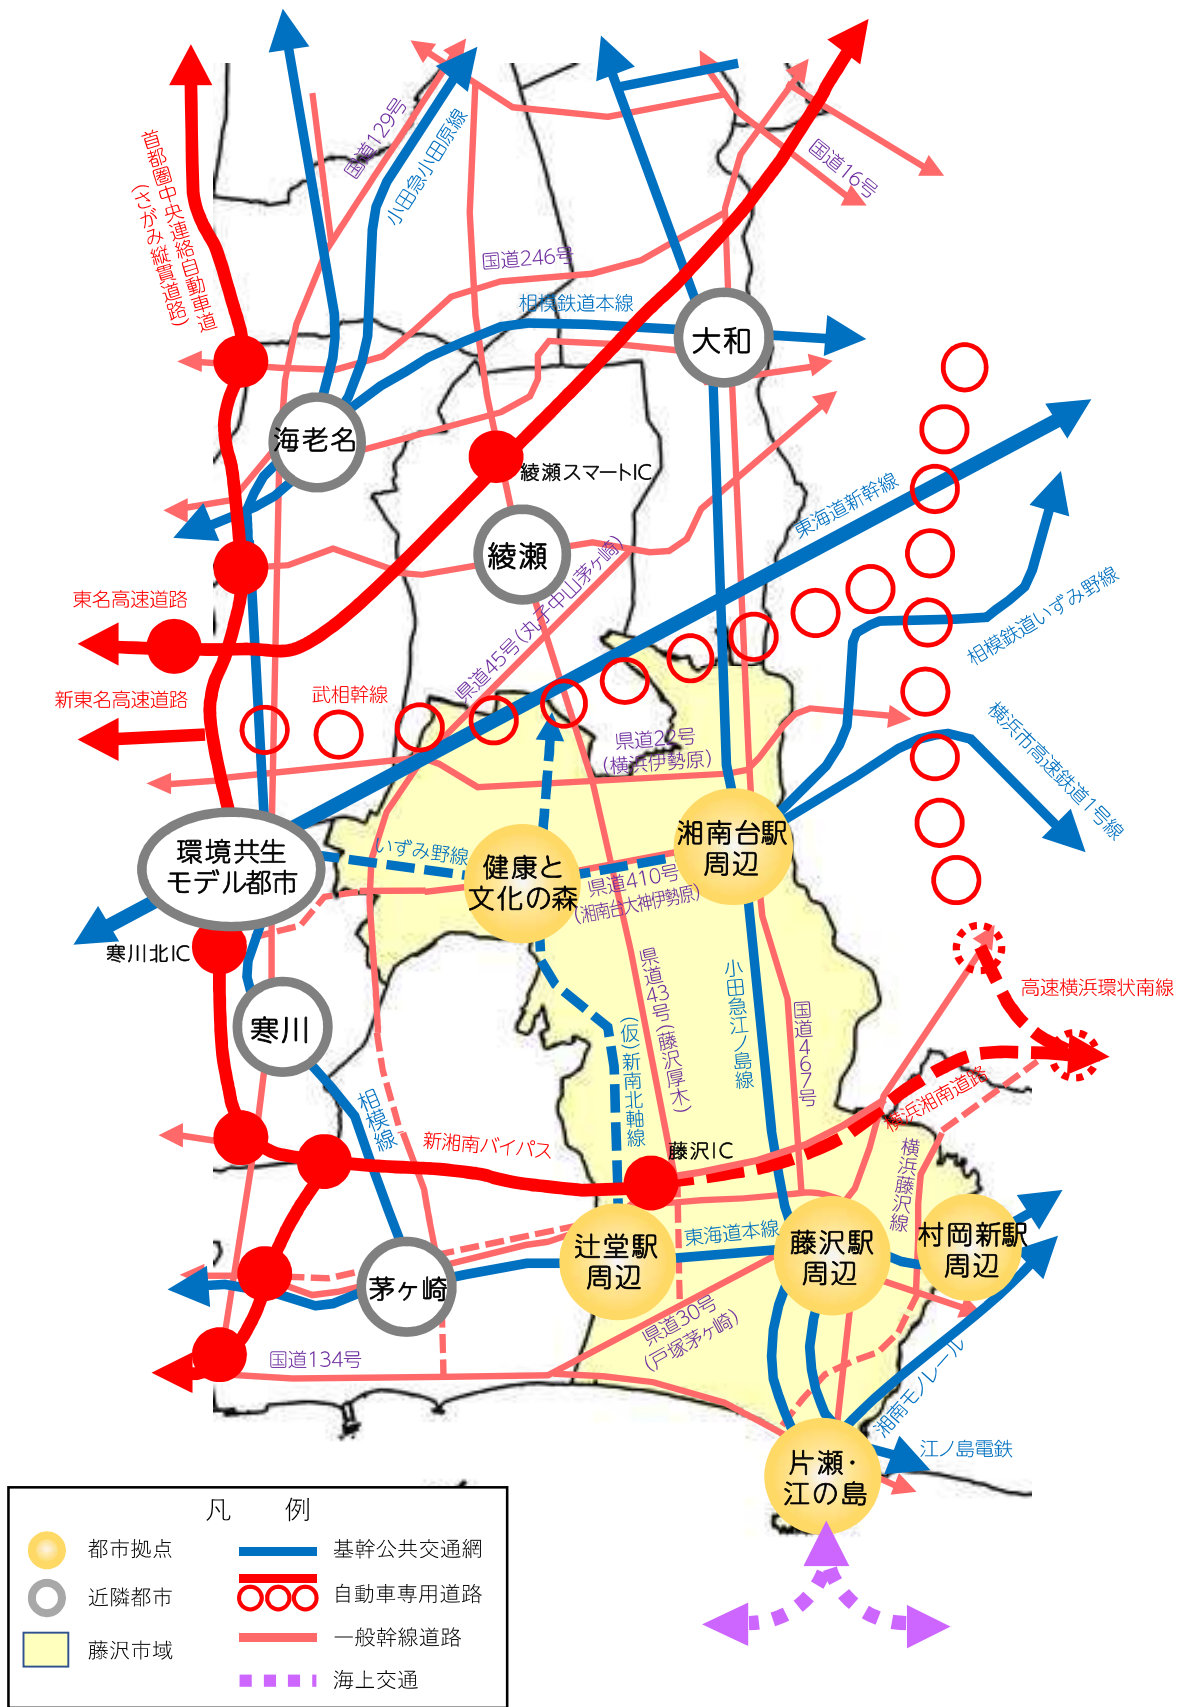 国道129号
小田急小田原線
国道16号
首都圏中央連絡自動車道
(さがみ縦貫道路)
国道246号
相模鉄道本線
大和
海老名
綾瀬スマートIC
東海道新幹線
綾瀬
県道45号(丸子中山茅ヶ崎)
東名高速道路
相模鉄道いずみ野線
新東名高速道路
武相幹線
県道22号
(横浜伊勢原)
横浜市高速鉄道1号線
湘南台駅
周辺
環境共生
モデル都市
いずみ野線
健康と
文化の森
県道410号
(湘南台大神伊勢原)
寒川北IC
県道43号(藤沢厚木)
小田急江ノ島線
国道467号
高速横浜環状南線
寒川
(仮)新南北軸線
横浜湘南道路
相模線
新湘南バイパス
藤沢IC
横浜藤沢線
東海道本線
辻堂駅
周辺
藤沢駅
周辺
村岡新駅
周辺
茅ヶ崎
県道30号
(戸塚茅ヶ崎)
国道134号
湘南モノレール
江ノ島電鉄
片瀬・
江の島
凡 例
都市拠点
近隣都市
藤沢市域
基幹公共交通網
自動車専用道路
一般幹線道路
海上交通